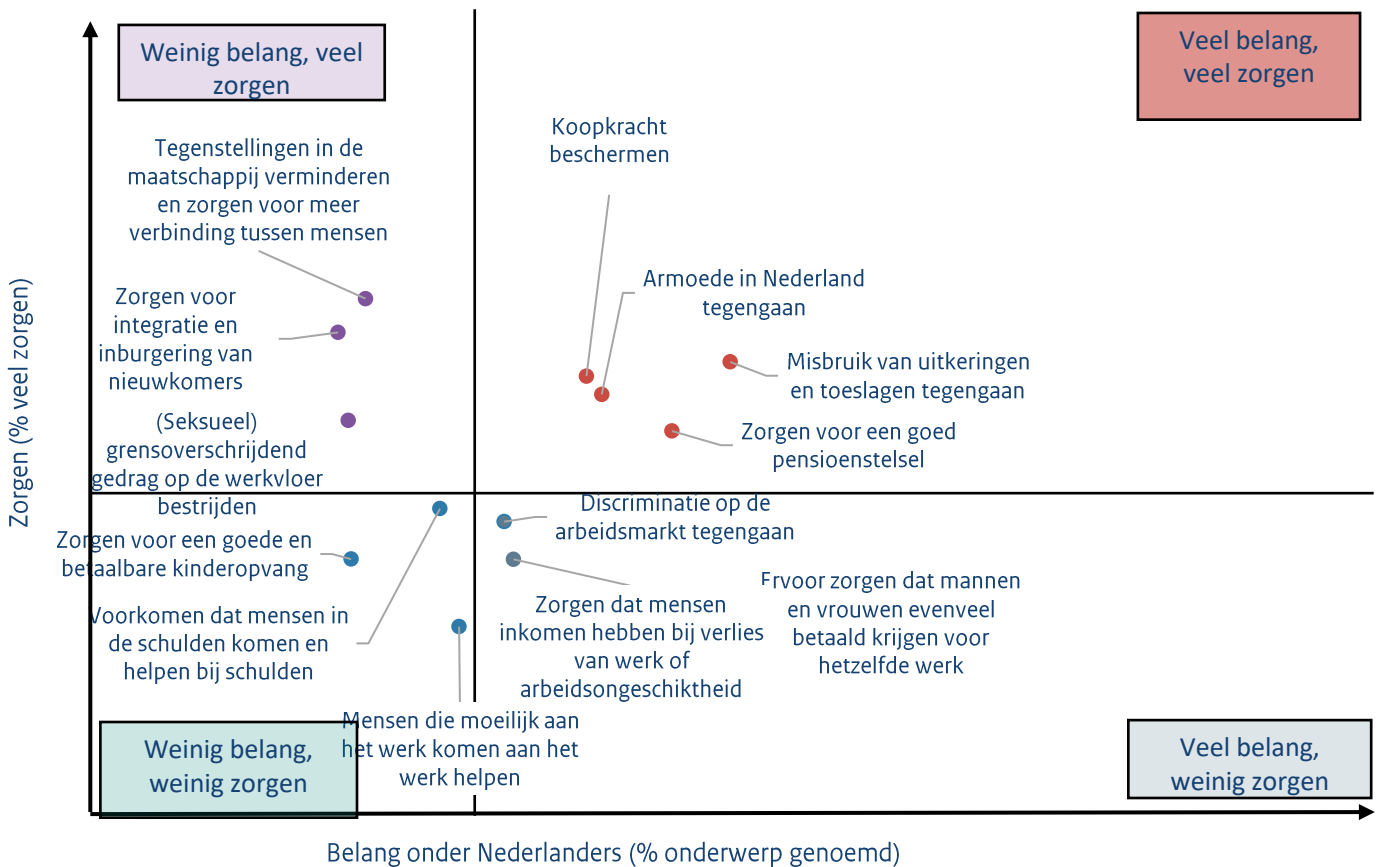 Weinig belang, veel
zorgen
Veel belang,
veel zorgen
Koopkracht
beschermen
Tegenstellingen in de
maatschappij verminderen
en zorgen voor meer
verbinding tussen mensen
Armoede in Nederland
tegengaan
Zorgen voor
integratie en
inburgering van
nieuwkomers
Misbruik van uitkeringen
en toeslagen tegengaan
(Seksueel)
grensoverschrijdend
gedrag op de werkvloer
bestrijden
Zorgen voor een goed
pensioenstelsel
Discriminatie op de
arbeidsmarkt tegengaan
Zorgen voor een goede en
betaalbare kinderopvang
Ervoor zorgen dat mannen
en vrouwen evenveel
betaald krijgen voor
hetzelfde werk
Zorgen dat mensen
inkomen hebben bij verlies
van werk of
arbeidsongeschiktheid
Voorkomen dat mensen in
de schulden komen en
helpen bij schulden
Mensen die moeilijk aan
het werk komen aan het
werk helpen
Weinig belang,
weinig zorgen
Veel belang,
weinig zorgen
Zorgen (% veel zorgen)
Belang onder Nederlanders (% onderwerp genoemd)